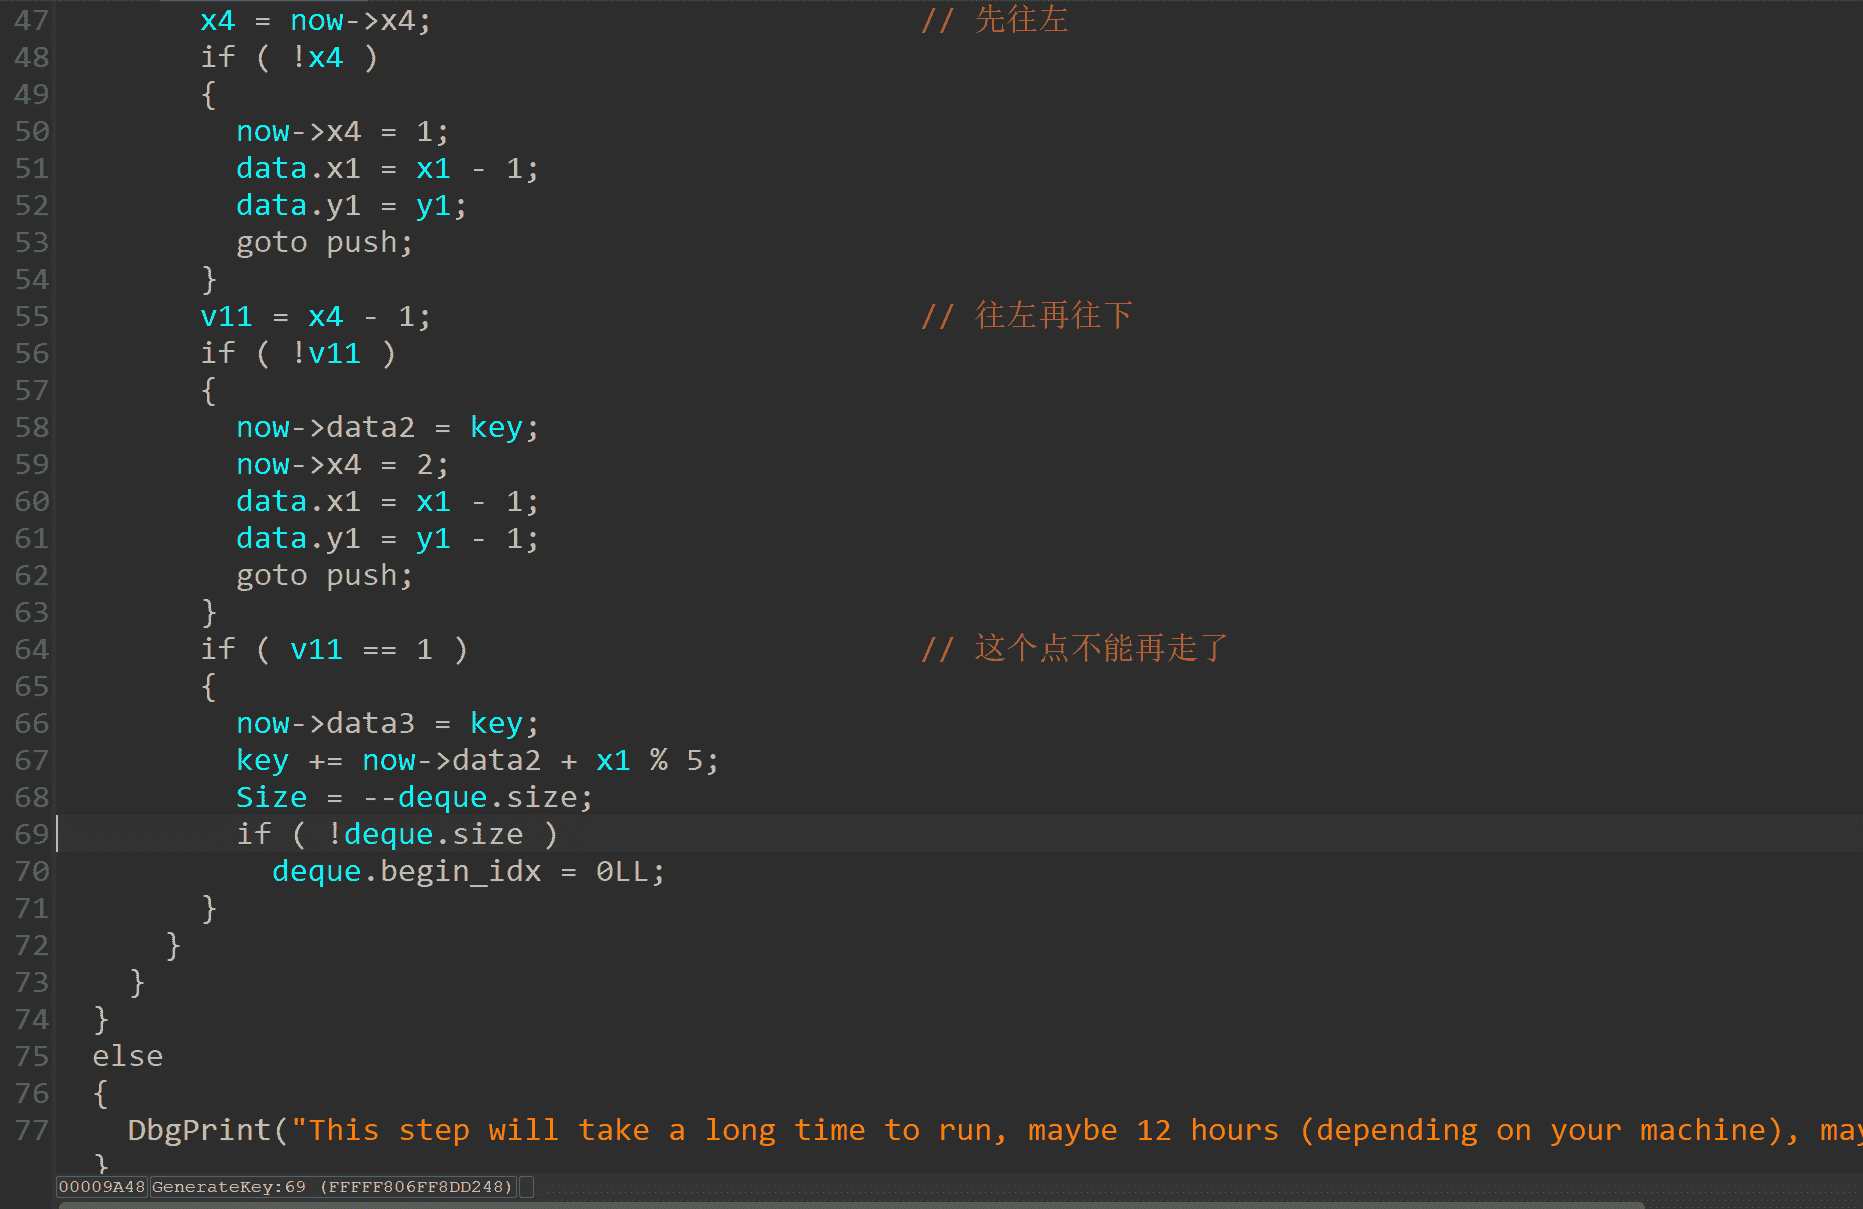 47 x4 = now->x4; // 先往左
48 if ( !x4 )
49 {
50 now->x4 = 1;
51 data.x1 = x1 - 1;
52 data.y1 = y1;
53 goto push;
54 }
55 v11 = x4 - 1; // 往左再往下
56 if ( !v11 )
57 {
58 now->data2 = key;
59 now->x4 = 2;
60 data.x1 = x1 - 1;
61 data.y1 = y1 - 1;
62 goto push;
63 }
64 if ( v11 == 1 ) // 这个点不能再走了
65 {
66 now->data3 = key;
67 key += now->data2 + x1 % 5;
68 Size = --deque.size;
69 if ( !deque.size )
70 deque.begin_idx = 0LL;
71 }
72 }
73 }
74 }
75 else
76 {
77 DbgPrint("This step will take a long time to run, maybe 12 hours (depending on your machine), may
}
00009A48 GenerateKey:69 (FFFFF806FF8DD248)